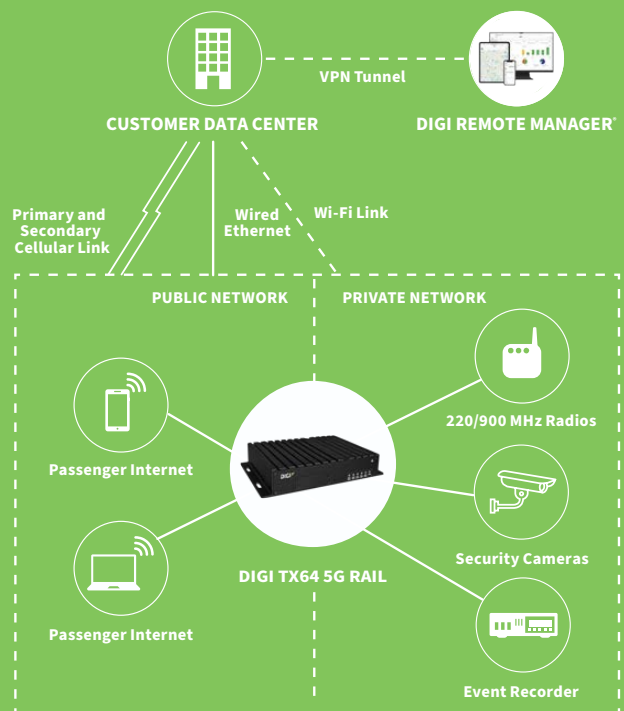 VPN Tunnel
CUSTOMER DATA CENTER
DIGI REMOTE MANAGER®
Primary and
Secondary
Cellular Link
Wired
Ethernet
Wi-Fi Link
PUBLIC NETWORK
PRIVATE NETWORK
220/900 MHz Radios
Passenger Internet
DIGI
Security Cameras
DIGI TX64 5G RAIL
Passenger Internet
Event Recorder